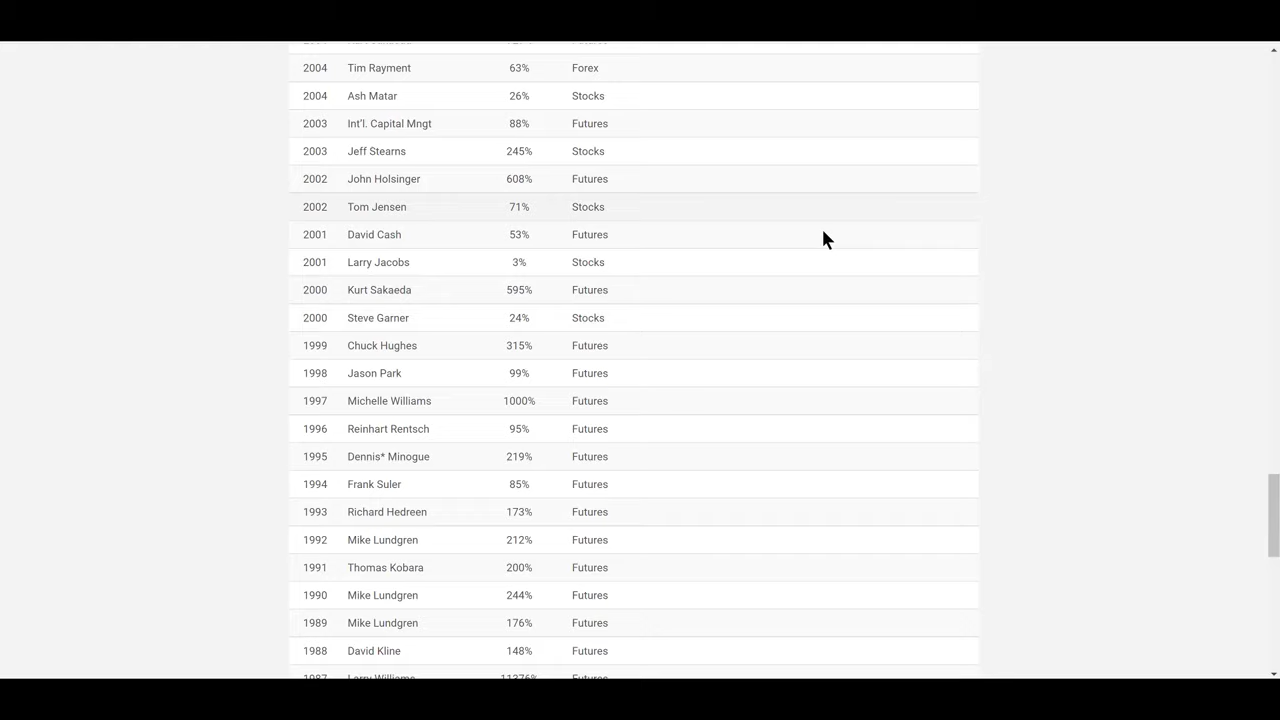 2004 Tim Rayment 63% Forex
2004 Ash Matar 26% Stocks
2003 Int'l. Capital Mngt 88% Futures
2003 Jeff Stearns 245% Stocks
2002 John Holsinger 608% Futures
2002 Tom Jensen 71% Stocks
2001 David Cash 53% Futures
2001 Larry Jacobs 3% Stocks
2000 Kurt Sakaeda 595% Futures
2000 Steve Garner 24% Stocks
1999 Chuck Hughes 315% Futures
1998 Jason Park 99% Futures
1997 Michelle Williams 1000% Futures
1996 Reinhart Rentsch 95% Futures
1995 Dennis* Minogue 219% Futures
1994 Frank Suler 85% Futures
1993 Richard Hedreen 173% Futures
1992 Mike Lundgren 212% Futures
1991 Thomas Kobara 200% Futures
1990 Mike Lundgren 244% Futures
1989 Mike Lundgren 176% Futures
1988 David Kline 148% Futures
1987 Larry Williams 11376% Futures